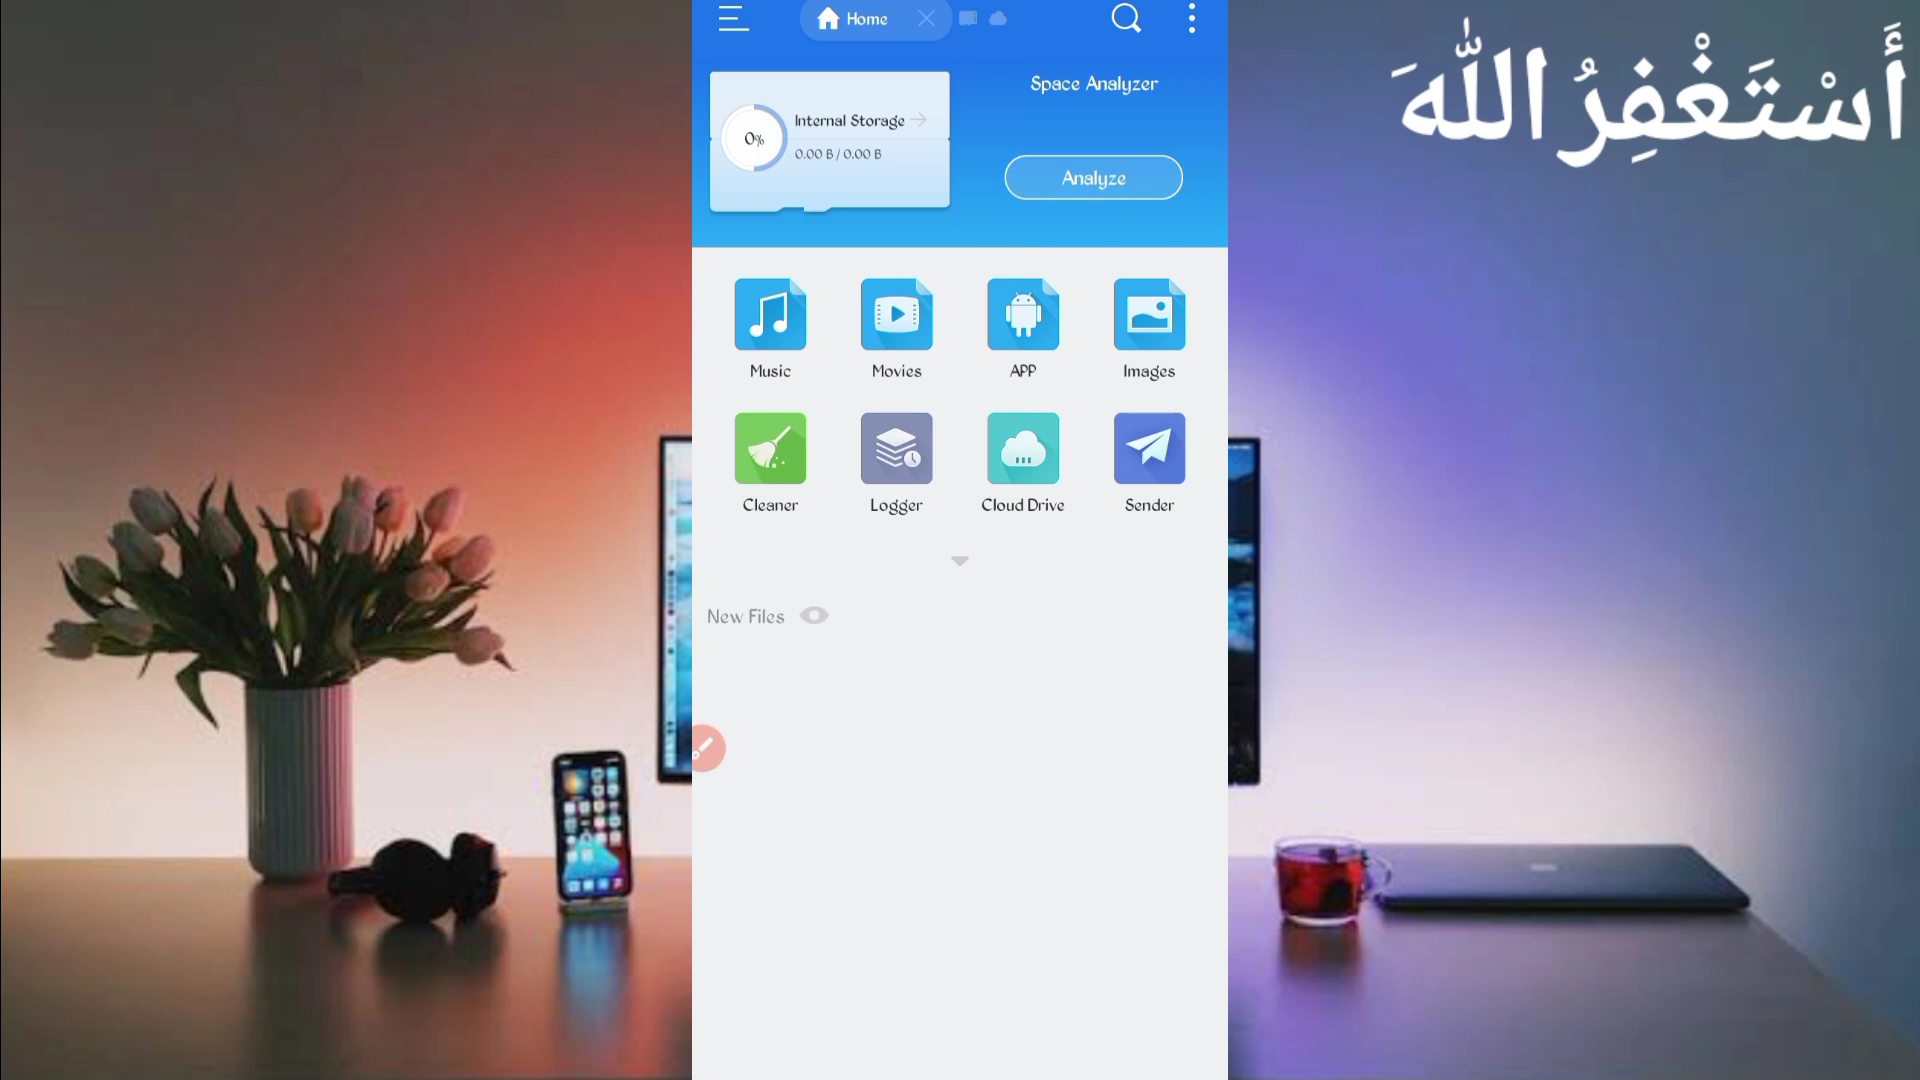 Home
أَسْتَغْفِرُ اللهَ
Space Analyzer
Internal Storage
0%
0.00 B / 0.00 B
Analyze
Music
Movies
APP
Images
Cleaner
Logger
Cloud Drive
Sender
New Files